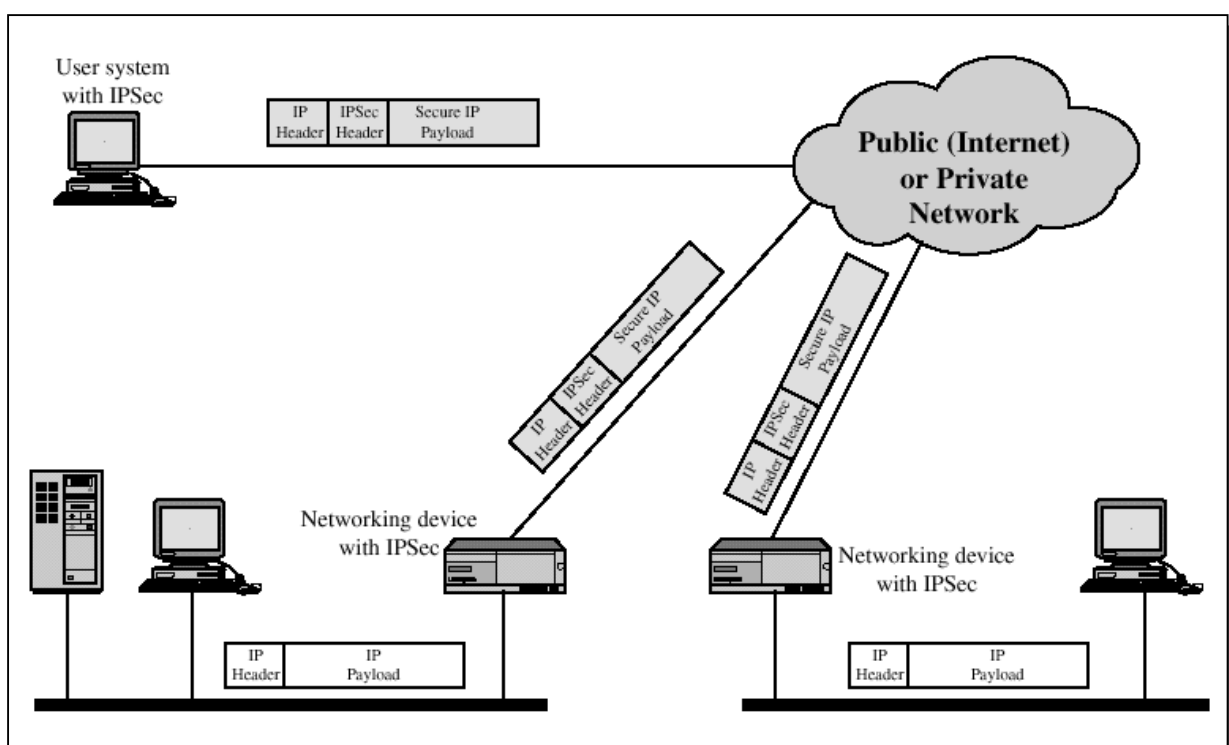 User system
with IPSec
IP
Header
IPSec
Header
Secure IP
Payload
Public (Internet)
or Private
Network
IP
Header
IPSec
Header
Secure IP
Payload
IP
Header
IPSec
Header
Secure IP
Payload
Networking device
with IPSec
Networking device
with IPSec
IP
Header
IP
Payload
IP
Header
IP
Payload